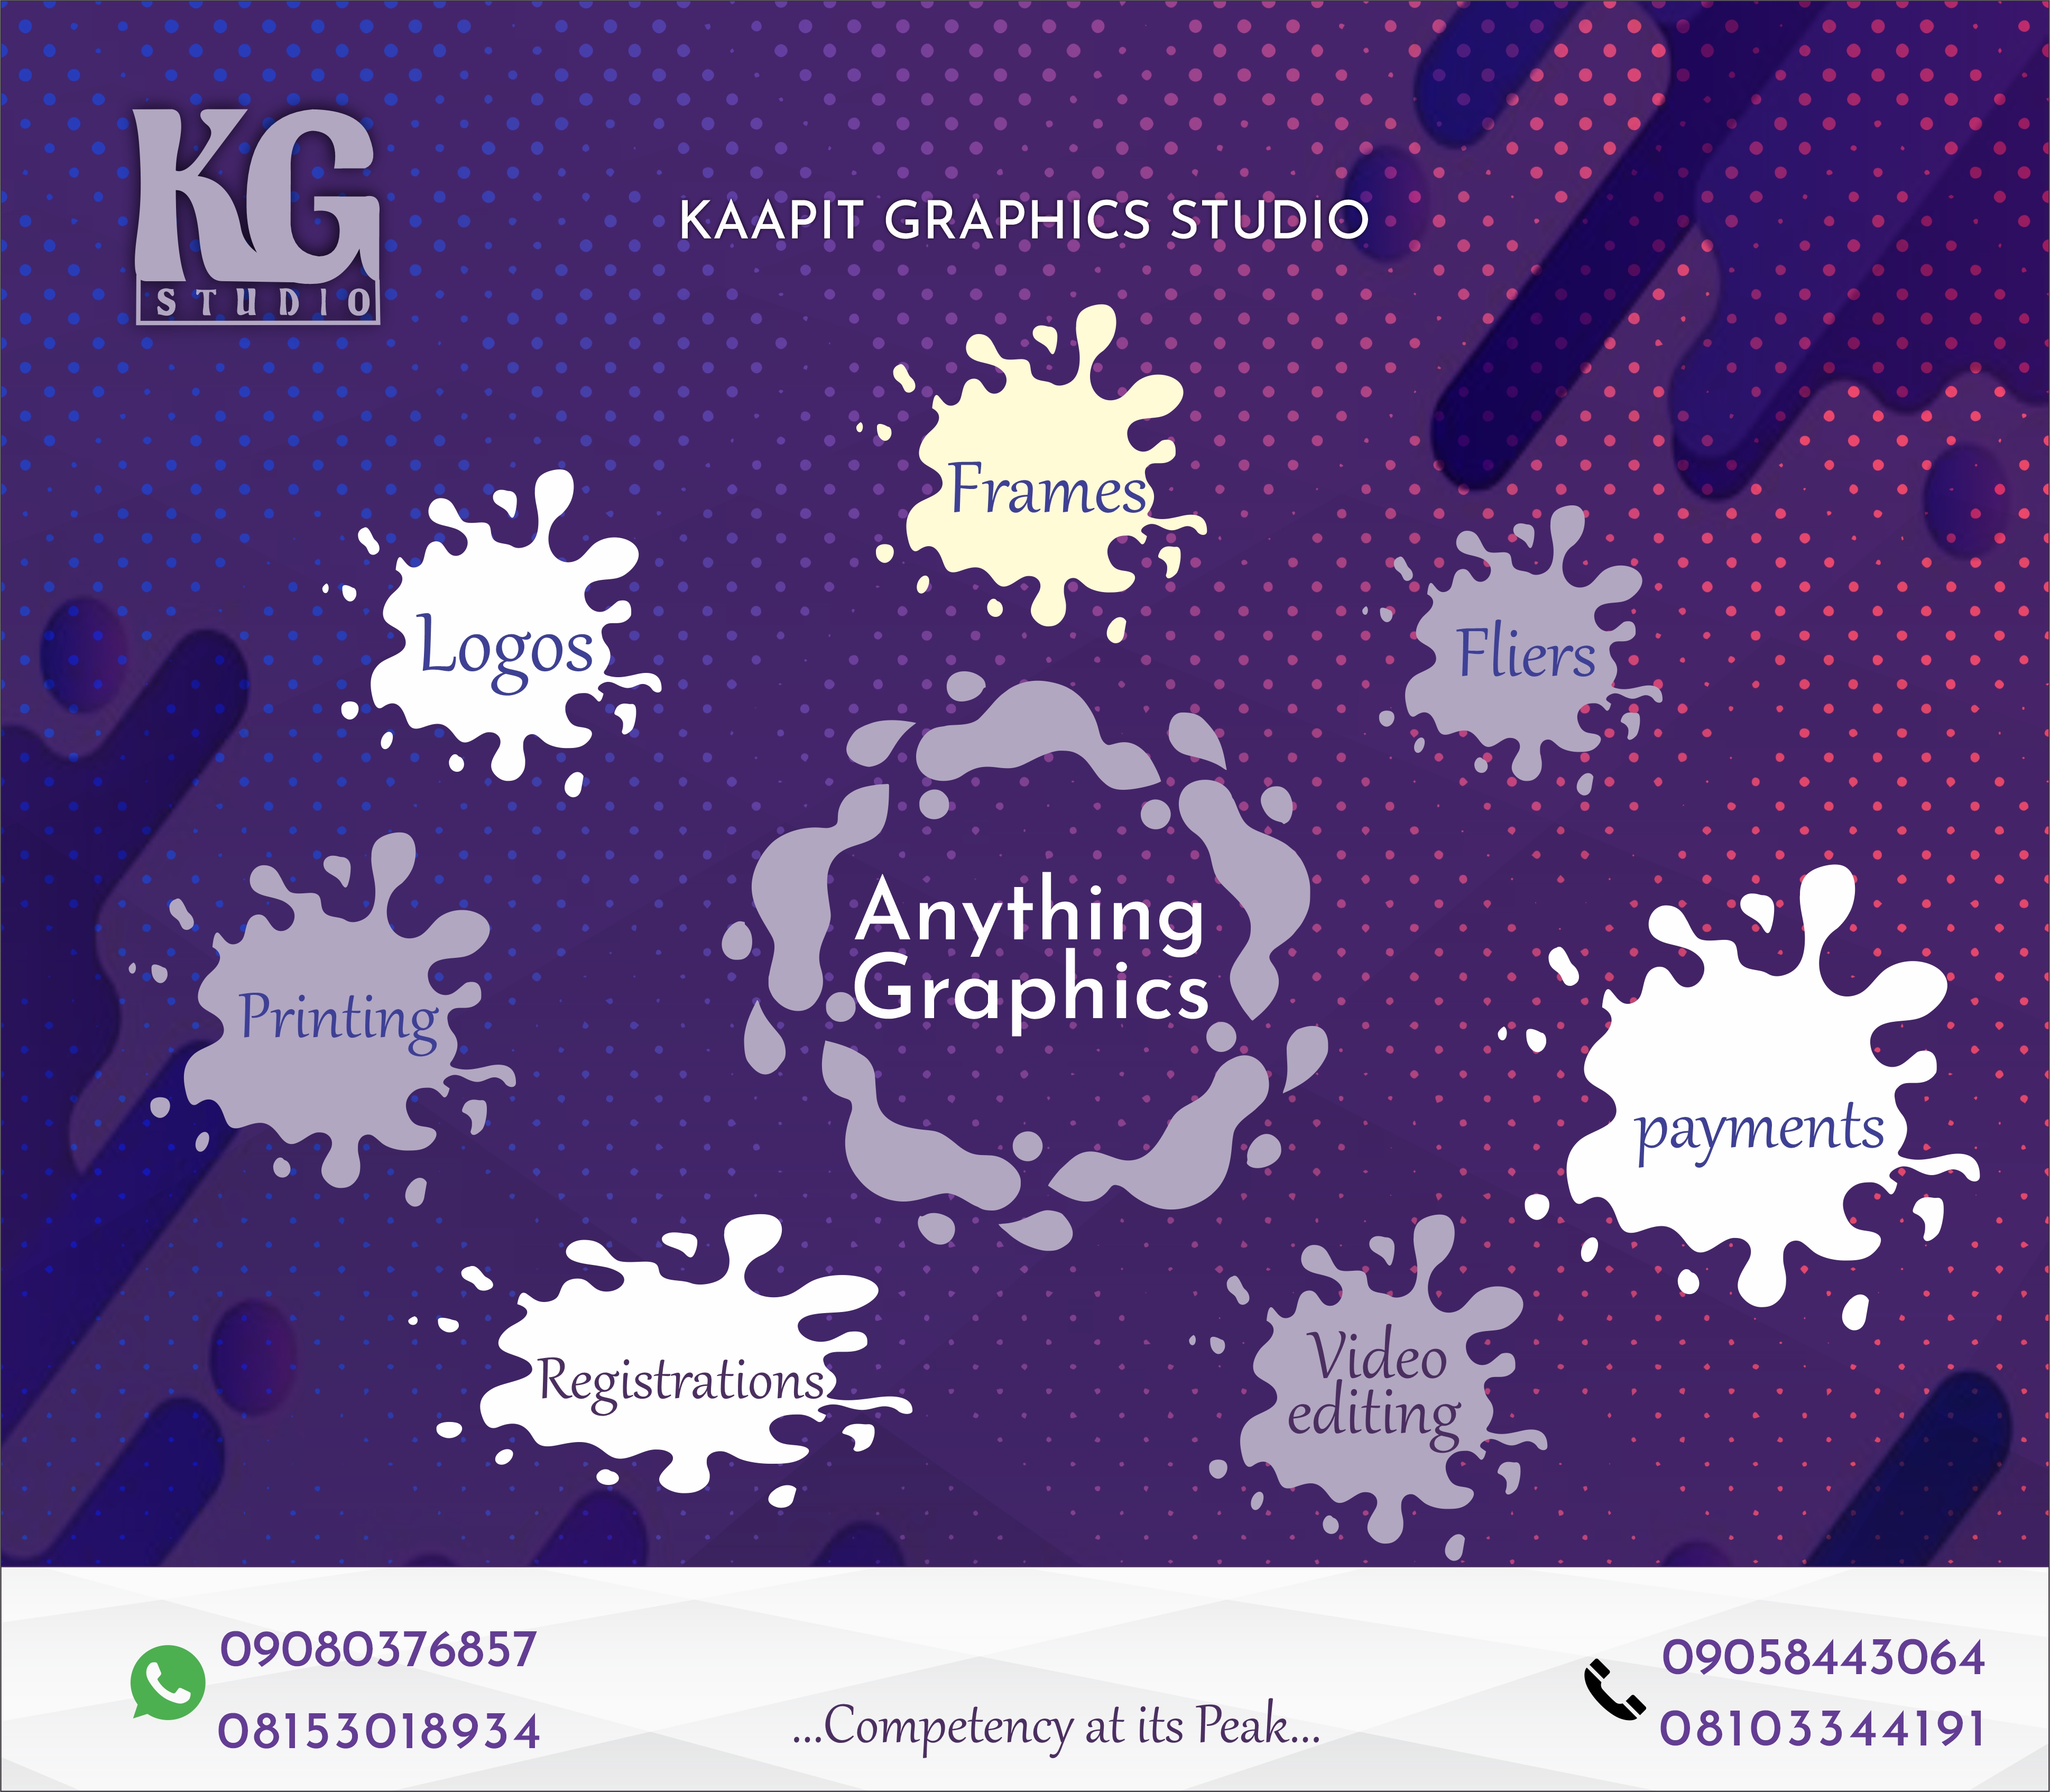 KG
STUDIO
KAAPIT GRAPHICS STUDIO
Frames
Logos
Fliers
Anything
Graphics
Printing
payments
Registrations
Video
editing
09080376857
08153018934
...Competency at its Peak...
09058443064
08103344191